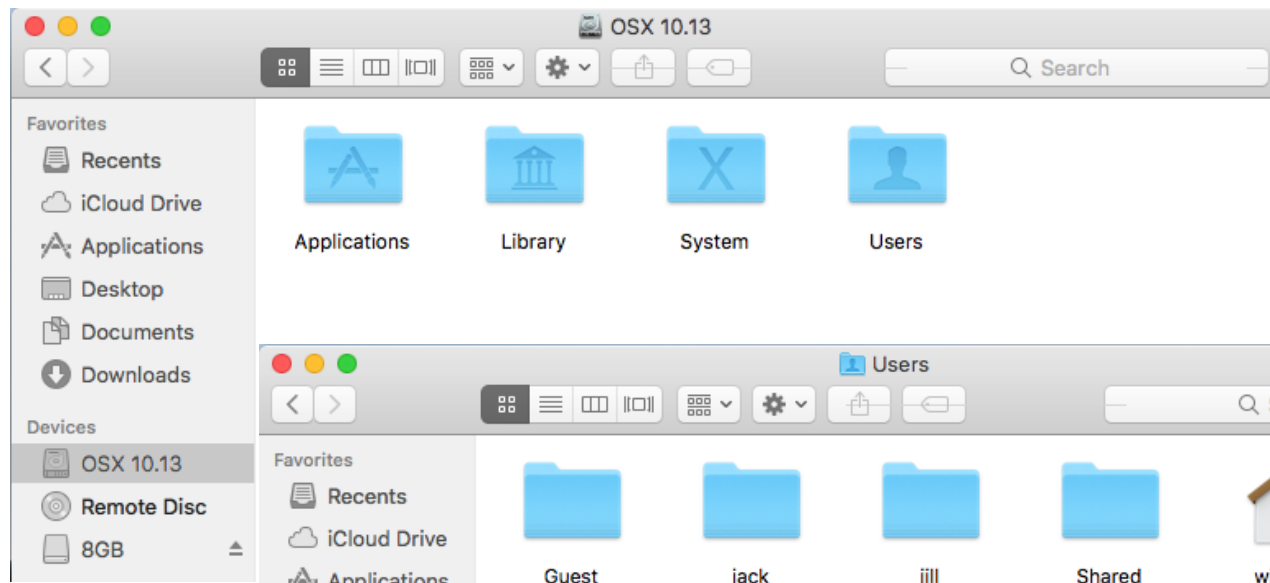 OSX 10.13
Search
Favorites
Recents
iCloud Drive
Applications
Desktop
Documents
Downloads
Devices
OSX 10.13
Remote Disc
8GB
Applications Library System Users
Users
Favorites
Recents
iCloud Drive
Applications
Guest jack jill Shared